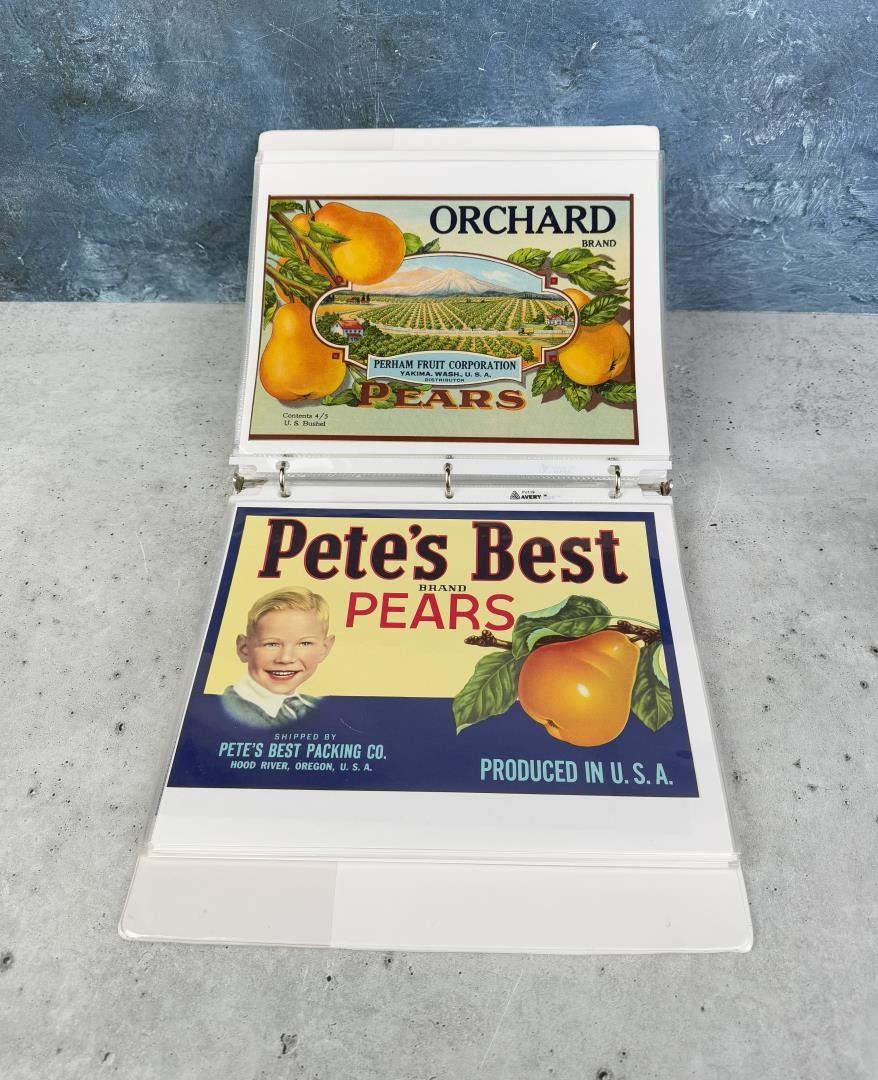 ORCHARD
BRAND
PERHAM FRUIT CORPORATION
YAKIMA, WASH., U. S. A.
DISTRIBUTOR
PEARS
Contents 4/5
U. S. Bushel
AVERY
Pete's Best
BRAND
PEARS
SHIPPED BY
PETE'S BEST PACKING CO.
HOOD RIVER, OREGON, U. S. A.
PRODUCED IN U. S. A.